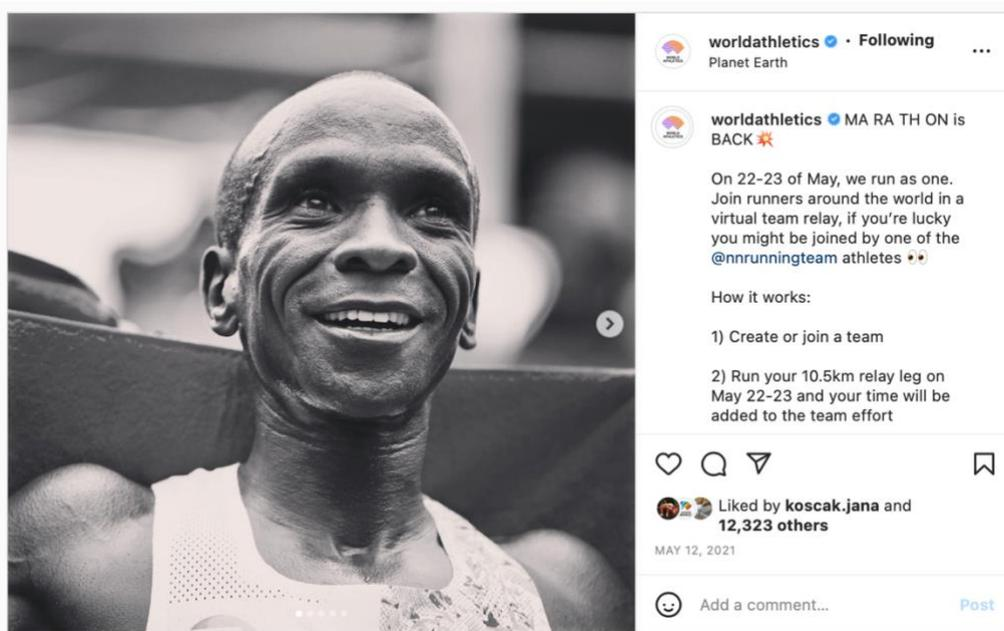 worldathletics • Following
Planet Earth
...
worldathletics MA RA TH ON is
BACK💥
On 22-23 of May, we run as one.
Join runners around the world in a
virtual team relay, if you're lucky
you might be joined by one of the
@nnrunningteam athletes 👀
How it works:
1) Create or join a team
2) Run your 10.5km relay leg on
May 22-23 and your time will be
added to the team effort
Liked by koscak.jana and
12,323 others
MAY 12, 2021
Add a comment... Post